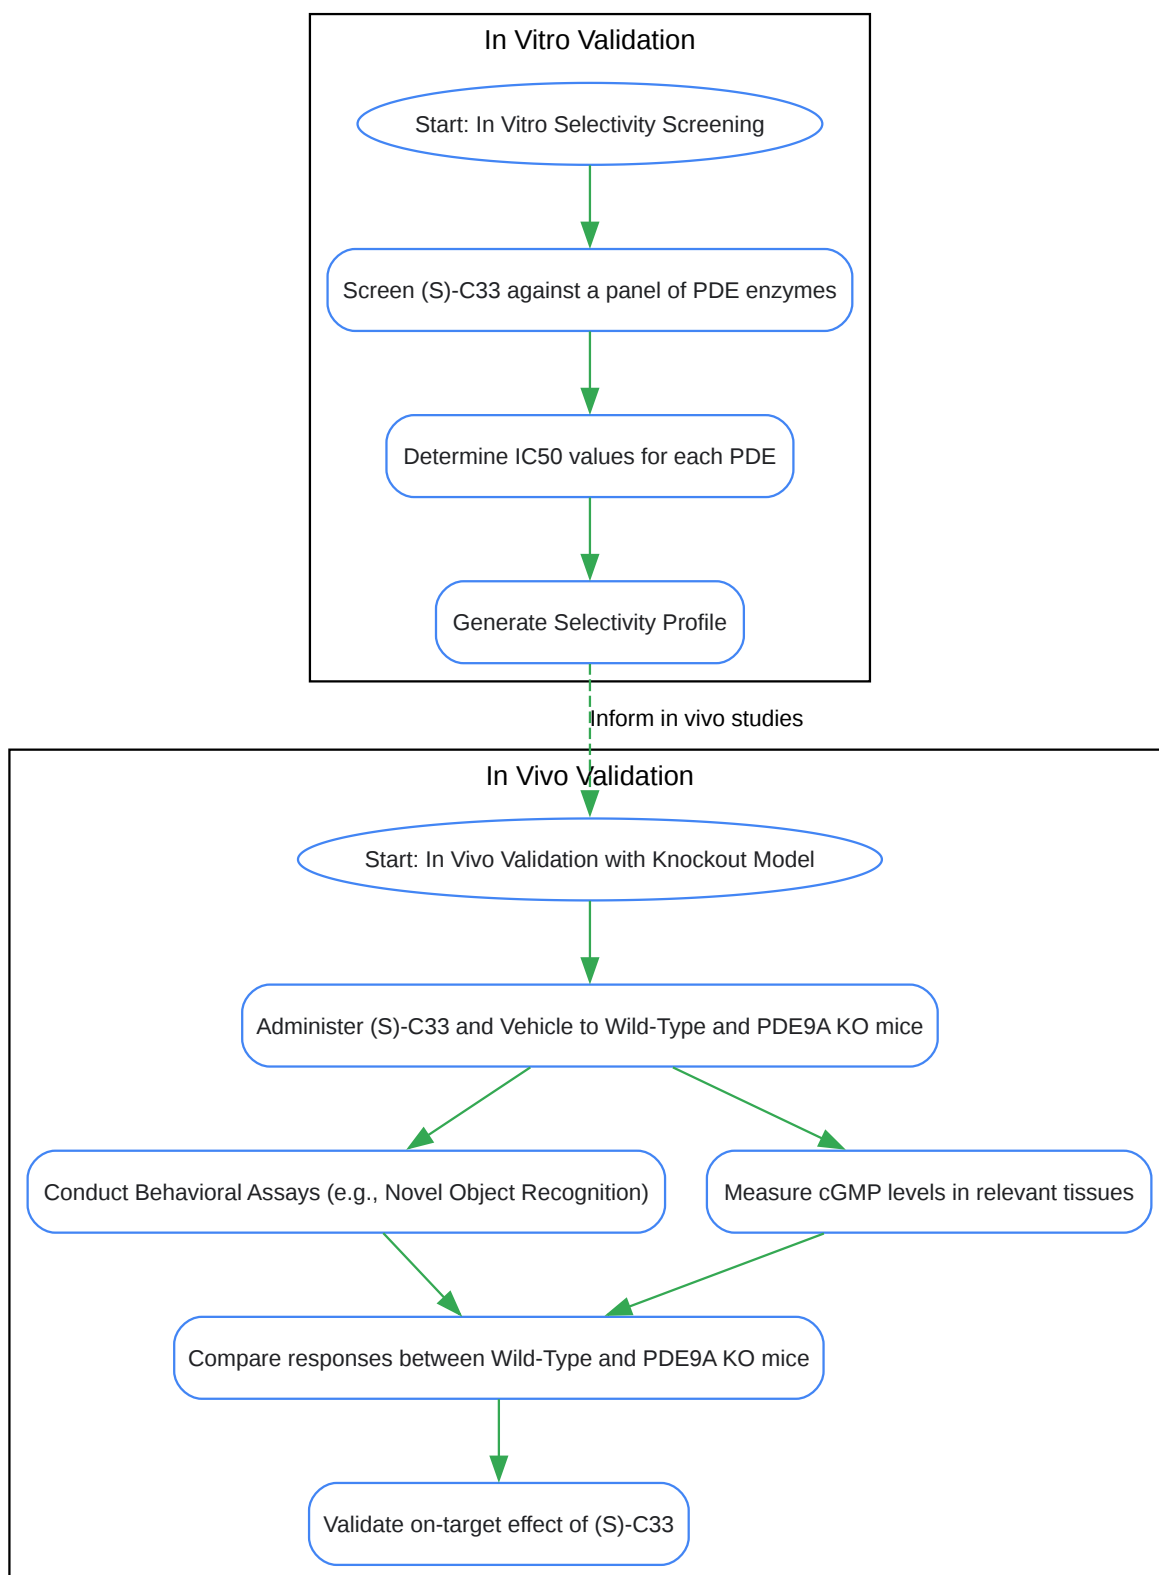 In Vitro Validation
Start: In Vitro Selectivity Screening
Screen (S)-C33 against a panel of PDE enzymes
Determine IC50 values for each PDE
Generate Selectivity Profile
Inform in vivo studies
In Vivo Validation
Start: In Vivo Validation with Knockout Model
Administer (S)-C33 and Vehicle to Wild-Type and PDE9A KO mice
Conduct Behavioral Assays (e.g., Novel Object Recognition)
Measure cGMP levels in relevant tissues
Compare responses between Wild-Type and PDE9A KO mice
Validate on-target effect of (S)-C33